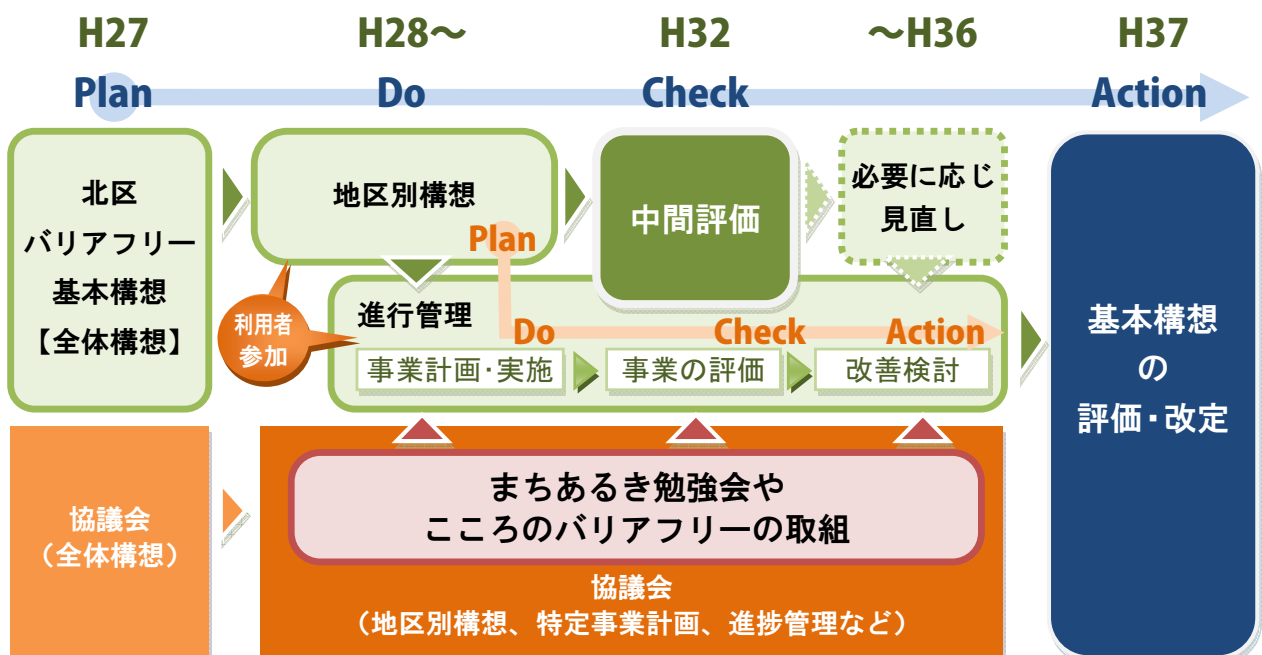 H27
H28～
H32
～H36
H37
Plan
Do
Check
Action
北区
バリアフリー
基本構想
【全体構想】
地区別構想
Plan
中間評価
必要に応じ
見直し
利用者
参加
進行管理
Do
Check
Action
事業計画・実施
事業の評価
改善検討
基本構想
の
評価・改定
協議会
（全体構想）
まちあるき勉強会や
こころのバリアフリーの取組
協議会
（地区別構想、特定事業計画、進捗管理など）